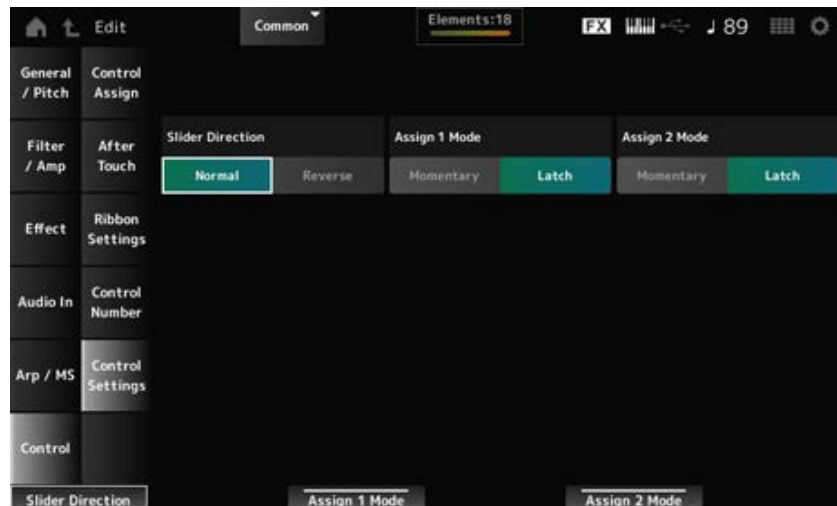 Edit
Common
Elements:18
FX
♩ 89
General / Pitch
Control Assign
Filter / Amp
After Touch
Effect
Ribbon Settings
Audio In
Control Number
Arp / MS
Control Settings
Control
Slider Direction
Normal
Reverse
Assign 1 Mode
Momentary
Latch
Assign 2 Mode
Momentary
Latch
Slider Direction
Assign 1 Mode
Assign 2 Mode